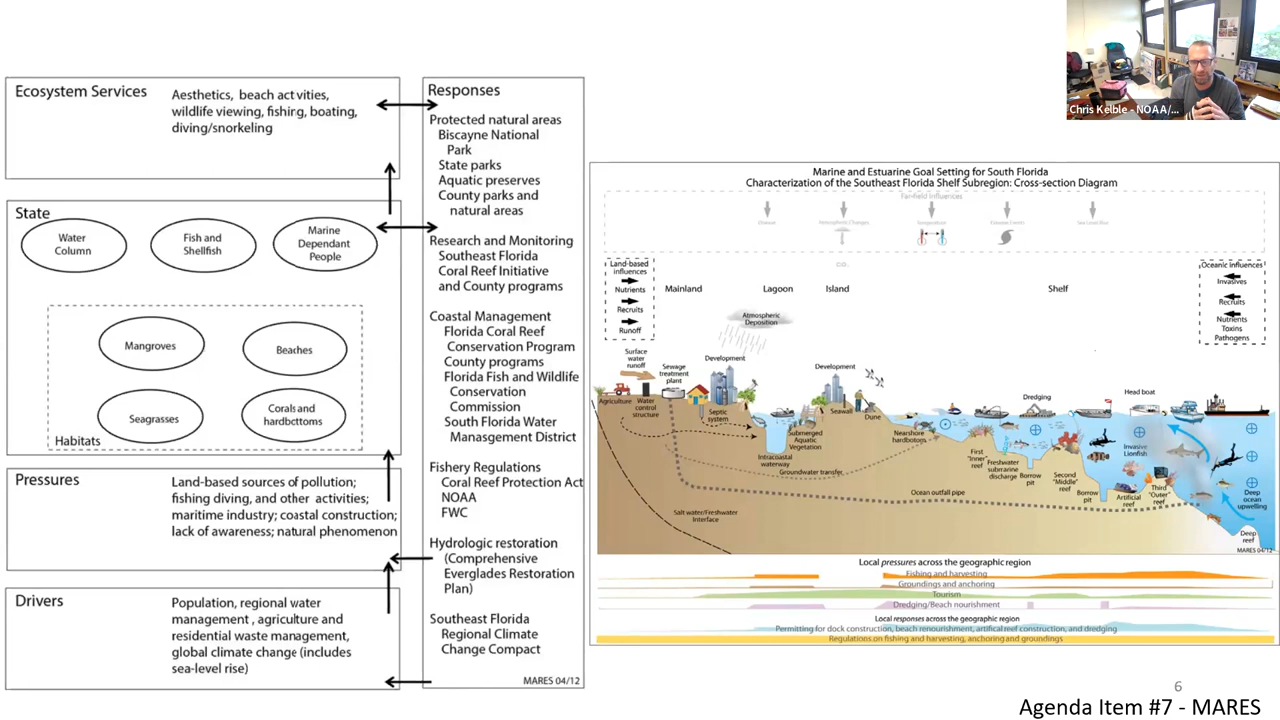 Chris Kelble - NOAA/...
Ecosystem Services
Aesthetics, beach activities,
wildlife viewing, fishing, boating,
diving/snorkeling
State
Water
Column
Fish and
Shellfish
Marine
Dependant
People
Mangroves
Beaches
Seagrasses
Corals and
hardbottoms
Habitats
Pressures
Land-based sources of pollution;
fishing diving, and other activities;
maritime industry; coastal construction;
lack of awareness; natural phenomenon
Drivers
Population, regional water
management , agriculture and
residential waste management,
global climate change (includes
sea-level rise)
Responses
Protected natural areas
Biscayne National
Park
State parks
Aquatic preserves
County parks and
natural areas
Research and Monitoring
Southeast Florida
Coral Reef Initiative
and County programs
Coastal Management
Florida Coral Reef
Conservation Program
County programs
Florida Fish and Wildlife
Conservation
Commission
South Florida Water
Management District
Fishery Regulations
Coral Reef Protection Act
NOAA
FWC
Hydrologic restoration
(Comprehensive
Everglades Restoration
Plan)
Southeast Florida
Regional Climate
Change Compact
MARES 04/12
Marine and Estuarine Goal Setting for South Florida
Characterization of the Southeast Florida Shelf Subregion: Cross-section Diagram
Far-field Influences
Disease
Atmospheric Changes
Temperature
Extreme Events
Sea Level Rise
CO₂
Land-based
influences
Nutrients
Recruits
Runoff
Mainland
Lagoon
Island
Shelf
Oceanic influences
Invasives
Recruits
Nutrients
Toxins
Pathogens
Atmospheric
Deposition
Surface
water
runoff
Sewage
treatment
plant
Development
Development
Agriculture
Water
control
structure
Septic
system
Seawall
Dune
Dredging
Head boat
Submerged
Aquatic
Vegetation
Nearshore
hardbottom
Intracoastal
waterway
Groundwater transfer
First
"Inner"
reef
Freshwater
submarine
discharge
Borrow
pit
Second
"Middle"
reef
Borrow
pit
Invasive
Lionfish
Artificial
reef
Third
"Outer"
reef
Deep
ocean
upwelling
Deep
reef
Ocean outfall pipe
Salt water/Freshwater
Interface
MARES 04/12
Local pressures across the geographic region
Fishing and harvesting
Groundings and anchoring
Tourism
Dredging/Beach nourishment
Local responses across the geographic region
Permitting for dock construction, beach renourishment, artificial reef construction, and dredging
Regulations on fishing and harvesting, anchoring and groundings
6
Agenda Item #7 - MARES